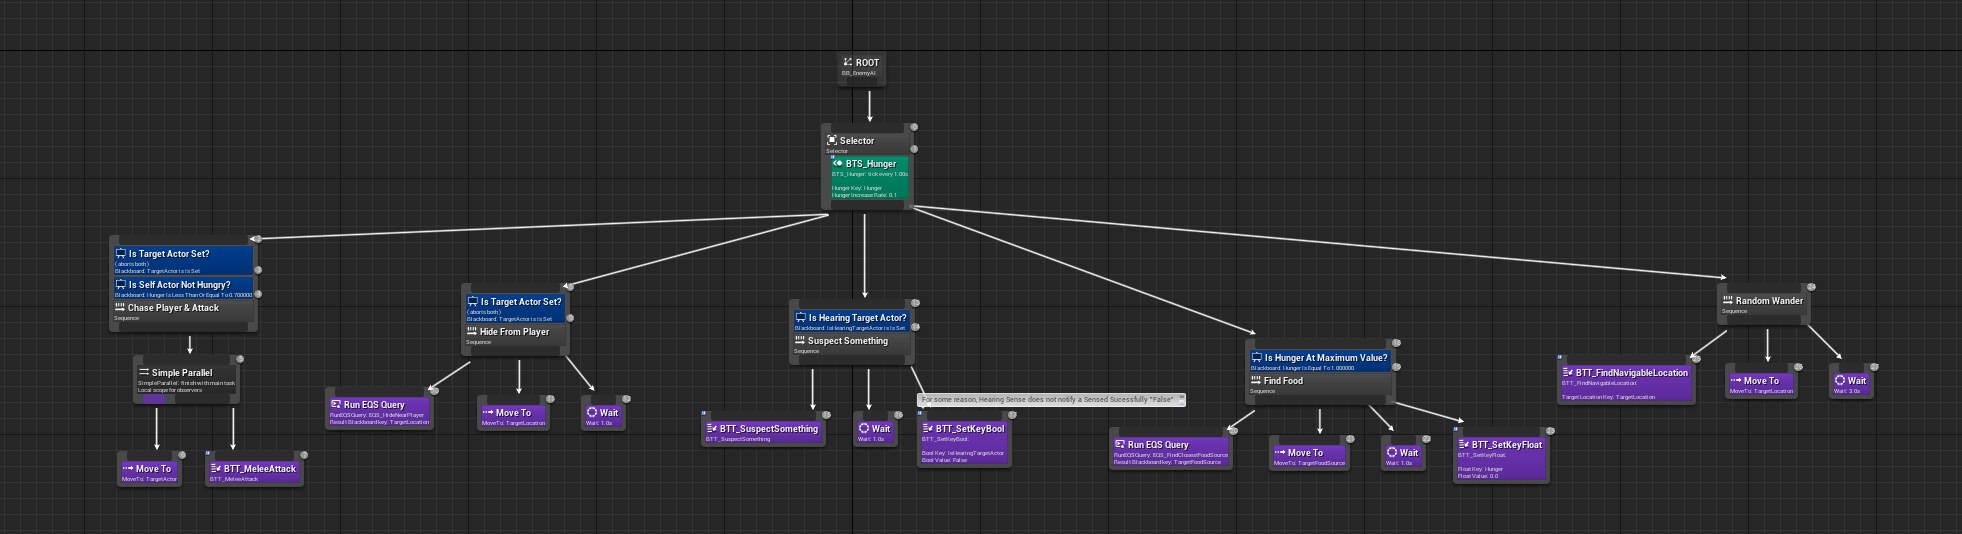 ROOT
BB_EnemyAI
Selector
Selector
BTS_Hunger
BTS_Hunger: tick every 1.00s
Hunger Key: Hunger
Hunger Increase Rate: 0.1
Is Target Actor Set?
( aborts both )
Blackboard: TargetActor is Is Set
Is Self Actor Not Hungry?
Blackboard: Hunger Is Less Than Or Equal To 0.700000
Chase Player & Attack
Sequence
Simple Parallel
SimpleParallel: finish with main task
Local scope for observers
Move To
MoveTo: TargetActor
BTT_MeleeAttack
BTT_MeleeAttack
Is Target Actor Set?
( aborts both )
Blackboard: TargetActor is Is Set
Hide From Player
Sequence
Run EQS Query
RunEQSQuery: EQS_HideNearPlayer
Result Blackboard key: TargetLocation
Move To
MoveTo: TargetLocation
Wait
Wait: 1.0s
Is Hearing Target Actor?
Blackboard: IsHearingTargetActor is Is Set
Suspect Something
Sequence
For some reason, Hearing Sense does not notify a Sensed Sucessfully "False"
BTT_SuspectSomething
BTT_SuspectSomething
Wait
Wait: 1.0s
BTT_SetKeyBool
BTT_SetKeyBool:
Bool Key: IsHearingTargetActor
Bool Value: False
Is Hunger At Maximum Value?
Blackboard: Hunger Is Equal To 1.000000
Find Food
Sequence
Run EQS Query
RunEQSQuery: EQS_FindClosestFoodSource
Result Blackboard key: TargetFoodSource
Move To
MoveTo: TargetFoodSource
Wait
Wait: 1.0s
BTT_SetKeyFloat
BTT_SetKeyFloat:
Float Key: Hunger
Float Value: 0.0
Random Wander
Sequence
BTT_FindNavigableLocation
BTT_FindNavigableLocation:
Target Location Key: TargetLocation
Move To
MoveTo: TargetLocation
Wait
Wait: 3.0s